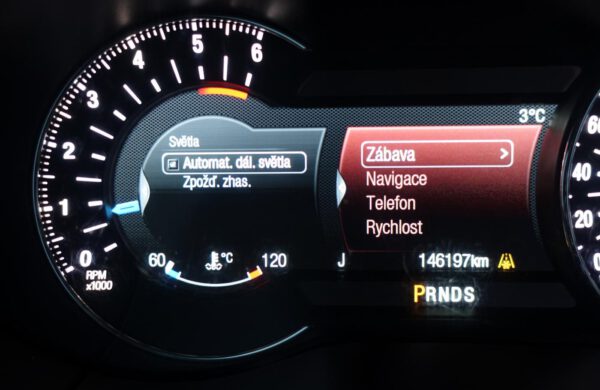 6
5
4
3
2
1
0
RPM
x1000
Světla
Automat. dál. světla
Zpožď. zhas.
60 °C 120
3°C
Zábava >
Navigace
Telefon
Rychlost
J 146197km
PRNDS
60
40
20
0